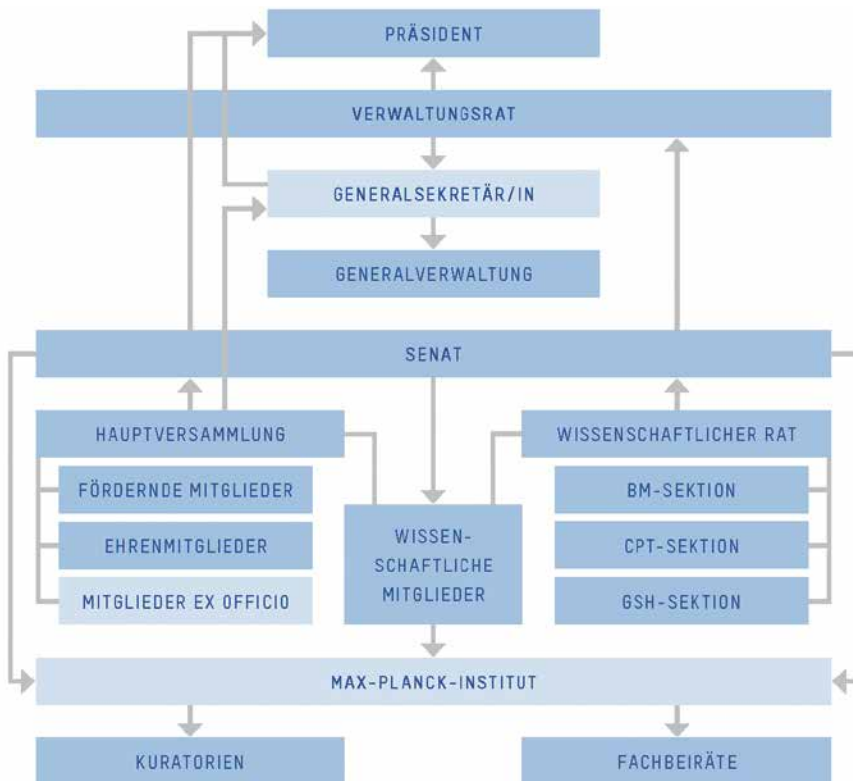 PRÄSIDENT
VERWALTUNGSRAT
GENERALSEKRETÄR/IN
GENERALVERWALTUNG
SENAT
HAUPTVERSAMMLUNG
WISSENSCHAFTLICHER RAT
FÖRDERNDE MITGLIEDER
EHRENMITGLIEDER
MITGLIEDER EX OFFICIO
WISSEN-
SCHAFTLICHE
MITGLIEDER
BM-SEKTION
CPT-SEKTION
GSH-SEKTION
MAX-PLANCK-INSTITUT
KURATORIEN
FACHBEIRÄTE